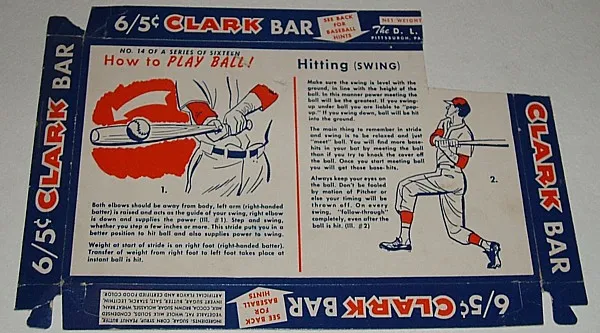 6/5¢ CLARK BAR
SEE BACK
FOR
BASEBALL
HINTS
NET WEIGHT
The D. L.
PITTSBURGH, PA.
NO. 14 OF A SERIES OF SIXTEEN
How to PLAY BALL!
1.
Both elbows should be away from body, left arm (right-handed
batter) is raised and acts as the guide of your swing, right elbow
is down and supplies the power (Ill. #1). Step and swing,
whether you step a few inches or more. This stride puts you in a
better position to hit ball and also supplies power to swing.
Weight at start of stride is on right foot (right-handed batter).
Transfer of weight from right to left foot takes place at
instant ball is hit.
Hitting (SWING)
Make sure the swing is level with the
ground, in line with the height of the
ball. In this manner power meeting the
ball will be the greatest. If you swing-
up under ball you are liable to "pop-
up." If you swing down, ball will be hit
into the ground.
The main thing to remember in stride
and swing is to be relaxed and just
"meet" ball. You will find more base-
hits in your bat by meeting the ball
than if you try to knock the cover off
the ball. Once you start meeting ball
you will get those base-hits.
Always keep your eyes on
the ball. Don't be fooled
by motion of Pitcher or
else your timing will
be thrown off. On every
swing, "follow-through"
completely, even after the
ball is hit. (Ill. #2)
2.
6/5¢ CLARK BAR
CLARK BAR
SEE BACK
FOR
BASEBALL
HINTS
6/5¢ CLARK BAR